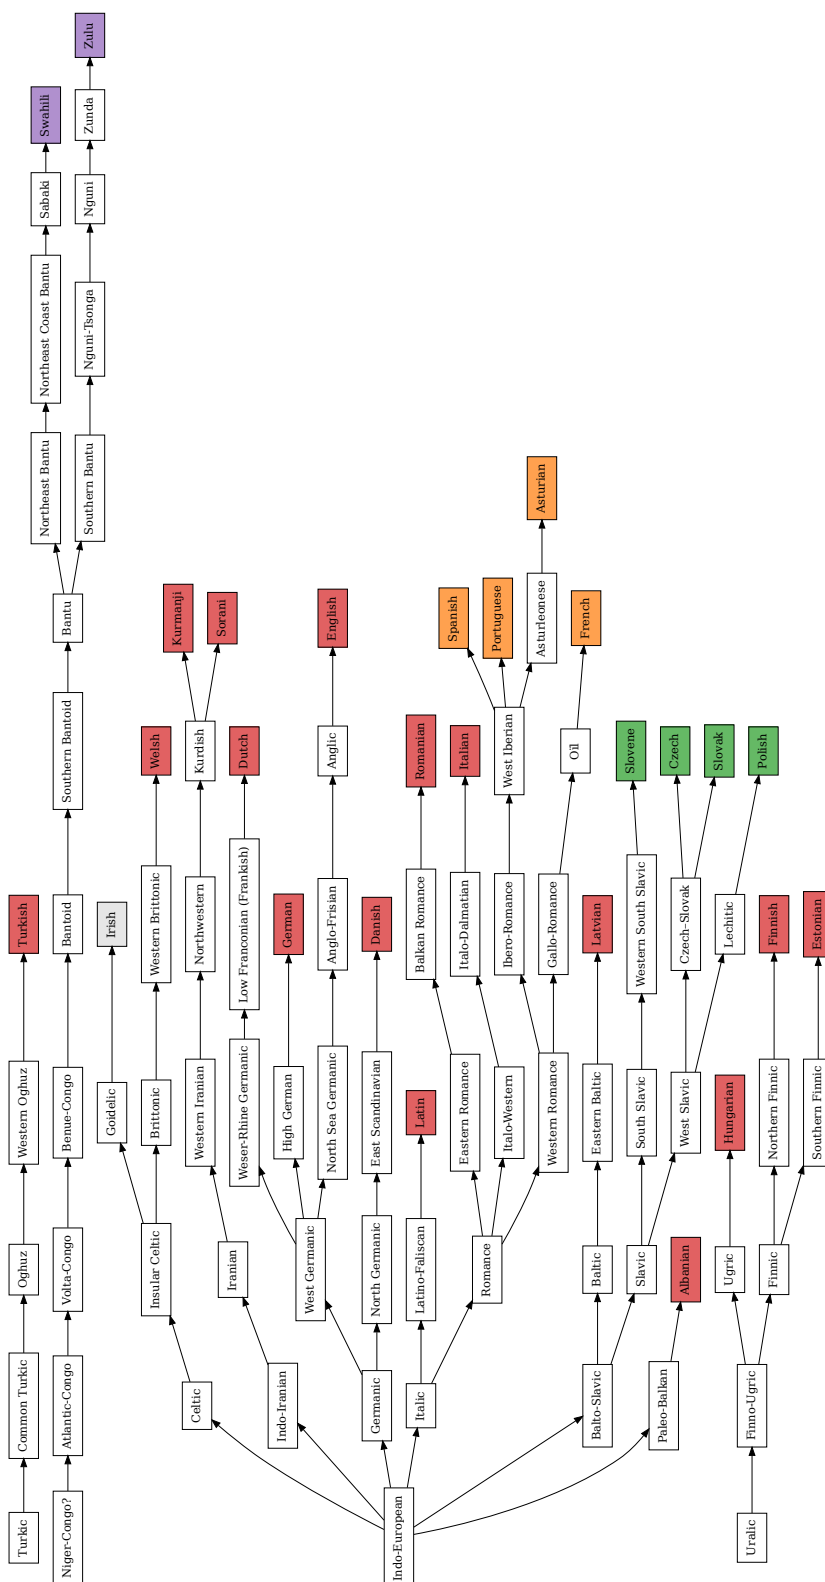 Turkic
Common Turkic
Oghuz
Western Oghuz
Turkish
Niger-Congo?
Atlantic-Congo
Volta-Congo
Benue-Congo
Bantoid
Southern Bantoid
Bantu
Northeast Bantu
Northeast Coast Bantu
Sabaki
Swahili
Southern Bantu
Nguni-Tsonga
Nguni
Zunda
Zulu
Indo-European
Celtic
Insular Celtic
Goidelic
Irish
Brittonic
Western Brittonic
Welsh
Indo-Iranian
Iranian
Western Iranian
Northwestern
Kurdish
Kurmanji
Sorani
Germanic
West Germanic
Weser-Rhine Germanic
Low Franconian (Frankish)
Dutch
High German
German
North Sea Germanic
Anglo-Frisian
Anglic
English
North Germanic
East Scandinavian
Danish
Italic
Latino-Faliscan
Latin
Romance
Eastern Romance
Balkan Romance
Romanian
Italo-Western
Italo-Dalmatian
Italian
Western Romance
Ibero-Romance
West Iberian
Spanish
Portuguese
Asturleonese
Asturian
Gallo-Romance
Oïl
French
Balto-Slavic
Baltic
Eastern Baltic
Latvian
Slavic
South Slavic
Western South Slavic
Slovene
West Slavic
Czech-Slovak
Czech
Slovak
Lechitic
Polish
Paleo-Balkan
Albanian
Uralic
Finno-Ugric
Ugric
Hungarian
Finnic
Northern Finnic
Finnish
Southern Finnic
Estonian